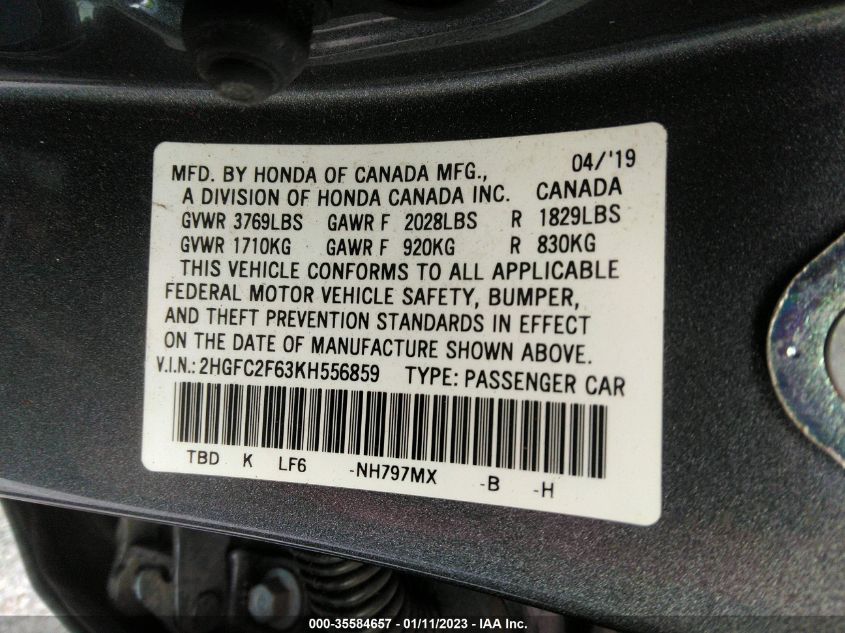 MFD. BY HONDA OF CANADA MFG., 04/'19
A DIVISION OF HONDA CANADA INC. CANADA
GVWR 3769LBS GAWR F 2028LBS R 1829LBS
GVWR 1710KG GAWR F 920KG R 830KG
THIS VEHICLE CONFORMS TO ALL APPLICABLE
FEDERAL MOTOR VEHICLE SAFETY, BUMPER,
AND THEFT PREVENTION STANDARDS IN EFFECT
ON THE DATE OF MANUFACTURE SHOWN ABOVE.
V.I.N.: 2HGFC2F63KH556859 TYPE: PASSENGER CAR
TBD K LF6 -NH797MX -B -H
000-35584657 - 01/11/2023 - © IAA Inc.